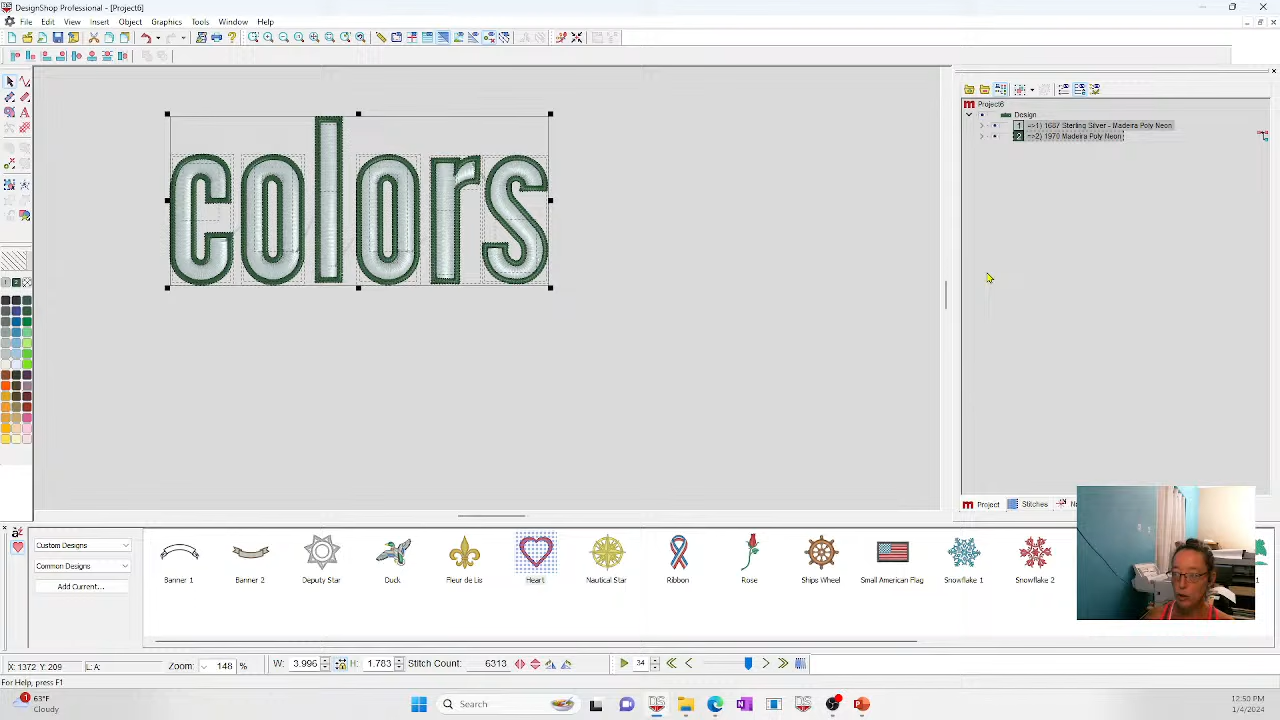 DesignShop Professional - [Project6]
File Edit View Insert Graphics Tools Window Help
colors
Project6
Design
1 =>1) 1687 Sterling Silver - Madeira Poly Neon
2 =>2) 1970 Madeira Poly Neon
Project Stitches
Custom Designs
Common Designs
Add Current...
Banner 1 Banner 2 Deputy Star Duck Fleur de Lis Heart Nautical Star Ribbon Rose Ships Wheel Small American Flag Snowflake 1 Snowflake 2
X: 1372 Y: 209 L: A: Zoom: 148 % W: 3.996 H: 1.783 Stitch Count: 6313 34
For Help, press F1
63°F
Cloudy
Search
12:50 PM
1/4/2024